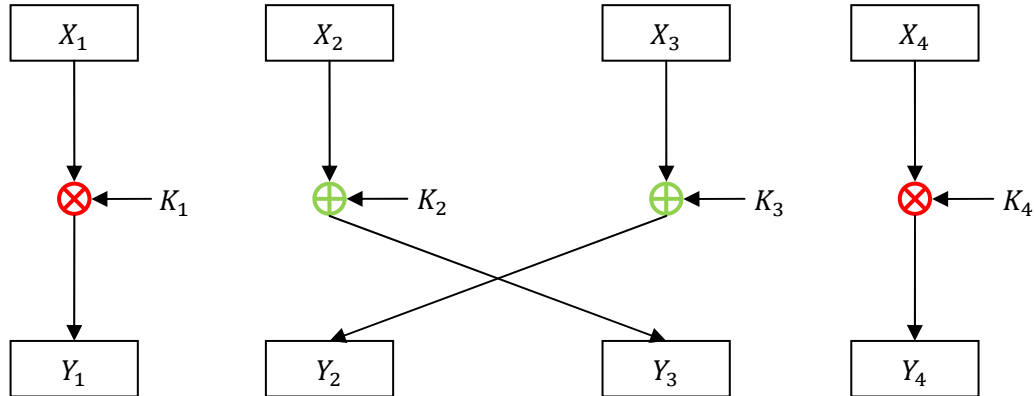 X₁ X₂ X₃ X₄
K₁ K₂ K₃ K₄
Y₁ Y₂ Y₃ Y₄